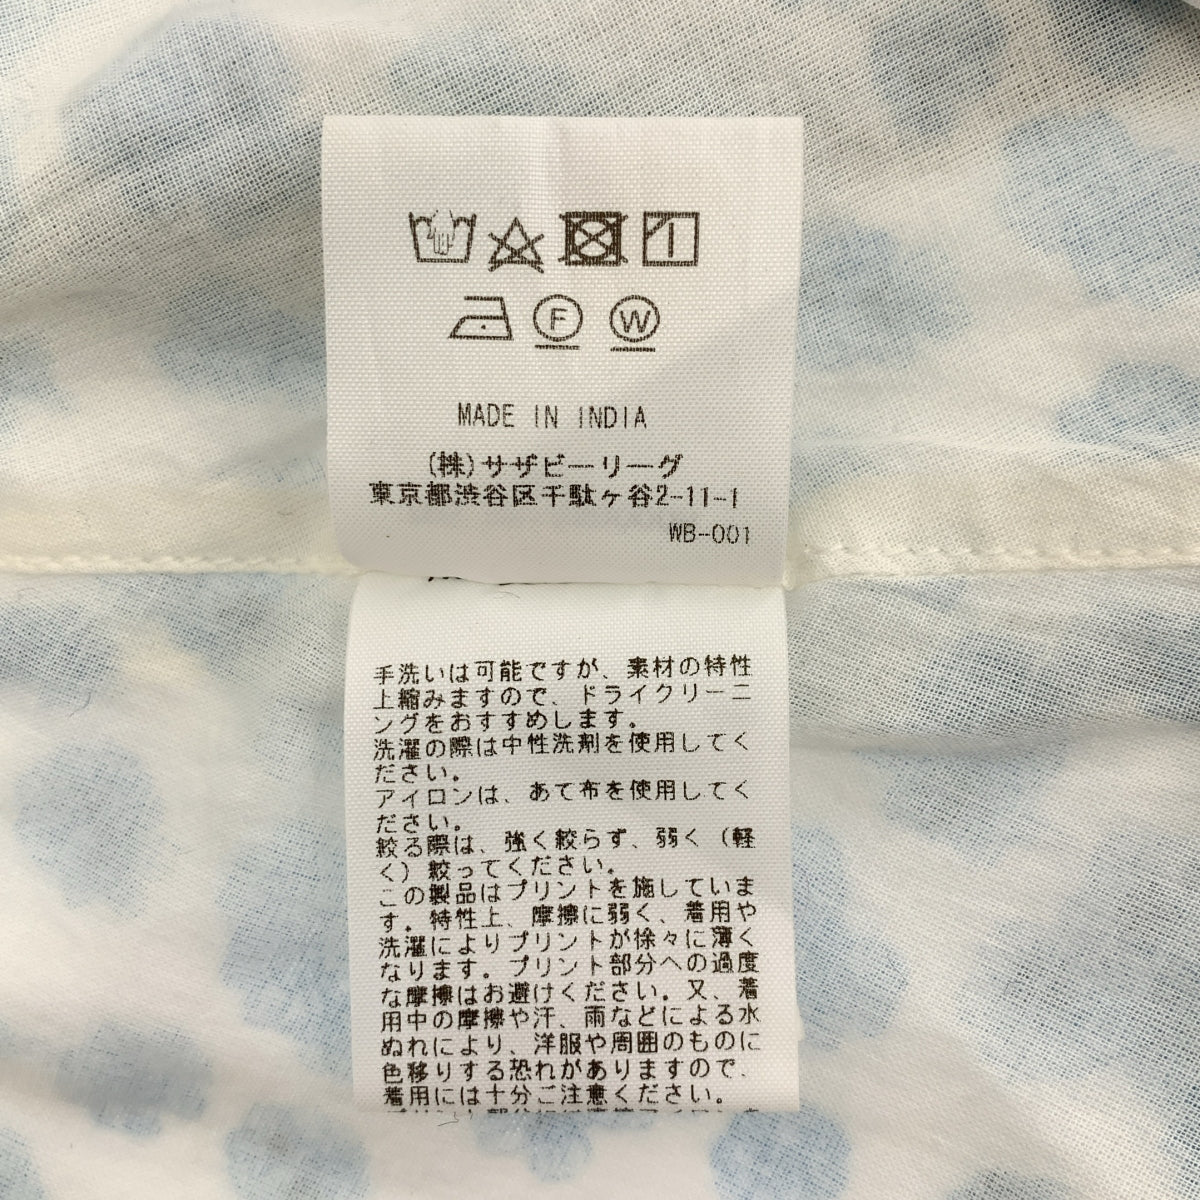 F
W
MADE IN INDIA
(株)サザビーリーグ
東京都渋谷区千駄ヶ谷2-11-1
WB-001
手洗いは可能ですが、素材の特性
上縮みますので、ドライクリーニ
ングをおすすめします。
洗濯の際は中性洗剤を使用してく
ださい。
アイロンは、あて布を使用してく
ださい。
絞る際は、強く絞らず、弱く（軽
く）絞ってください。
この製品はプリントを施していま
す。特性上、摩擦に弱く、着用や
洗濯によりプリントが徐々に薄く
なります。プリント部分への過度
な摩擦はお避けください。又、着
用中の摩擦や汗、雨などによる水
ぬれにより、洋服や周囲のものに
色移りする恐れがありますので、
着用には十分ご注意ください。